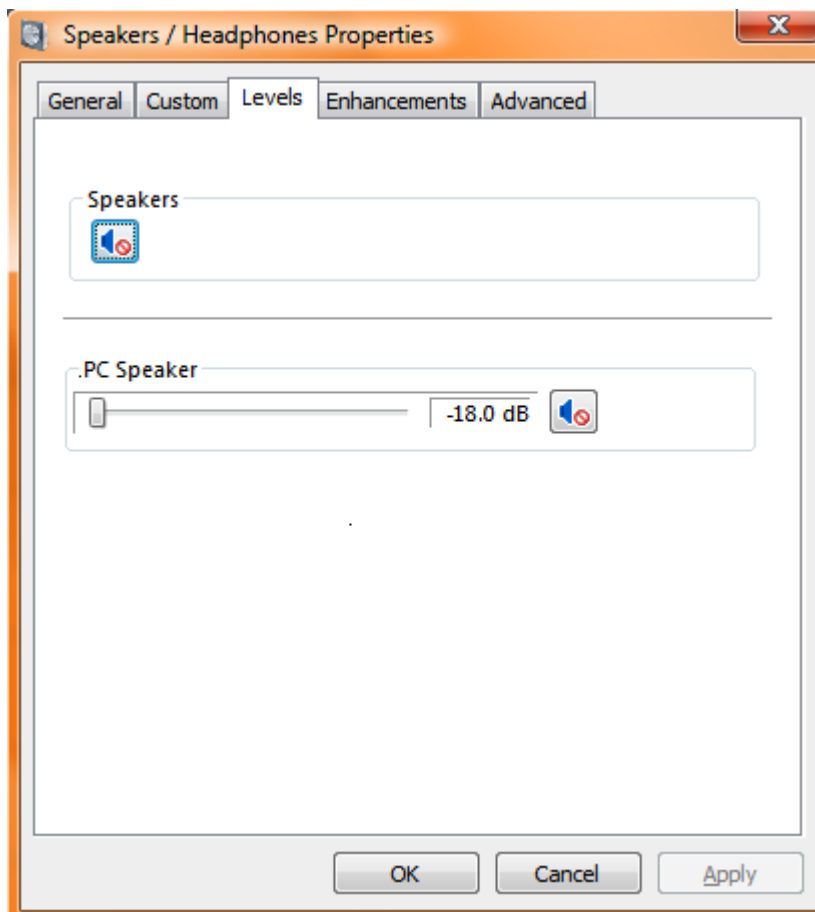 Speakers / Headphones Properties
General Custom Levels Enhancements Advanced
Speakers
.PC Speaker
-18.0 dB
OK Cancel Apply